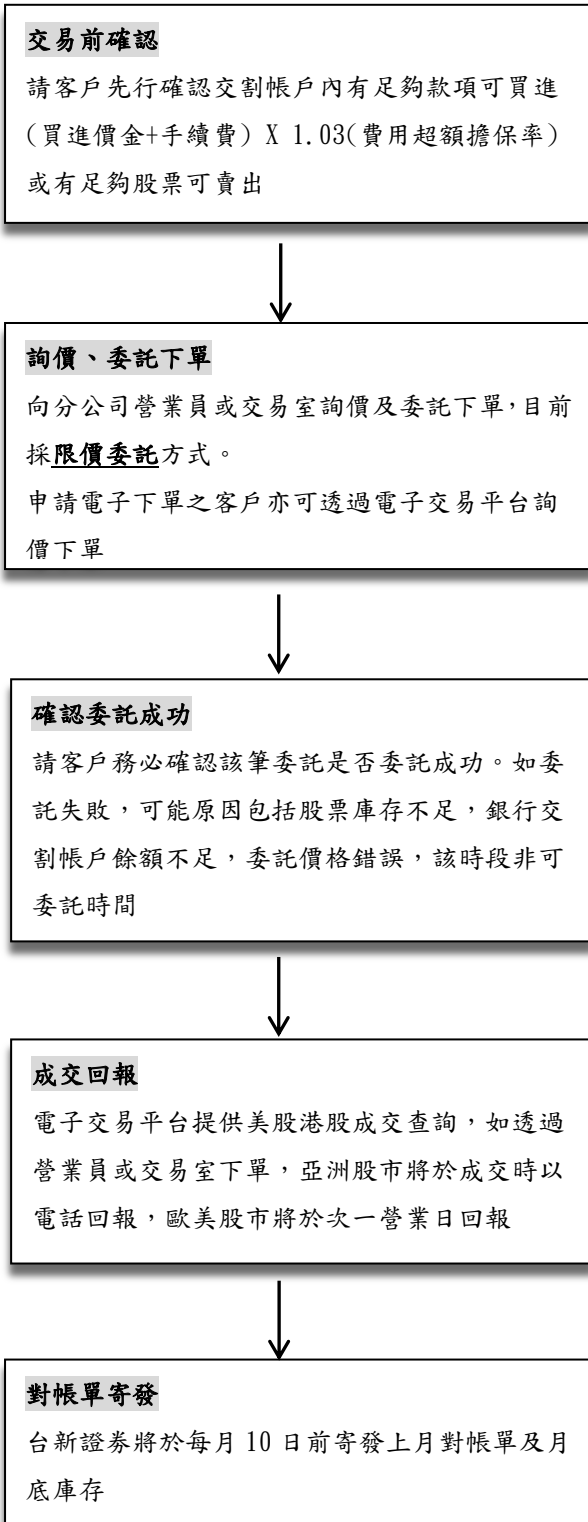 交易前確認
請客戶先行確認交割帳戶內有足夠款項可買進
(買進價金+手續費) X 1.03(費用超額擔保率)
或有足夠股票可賣出
詢價、委託下單
向分公司營業員或交易室詢價及委託下單,目前
採限價委託方式。
申請電子下單之客戶亦可透過電子交易平台詢
價下單
確認委託成功
請客戶務必確認該筆委託是否委託成功。如委
託失敗,可能原因包括股票庫存不足,銀行交
割帳戶餘額不足,委託價格錯誤,該時段非可
委託時間
成交回報
電子交易平台提供美股港股成交查詢,如透過
營業員或交易室下單,亞洲股市將於成交時以
電話回報,歐美股市將於次一營業日回報
對帳單寄發
台新證券將於每月 10 日前寄發上月對帳單及月
底庫存